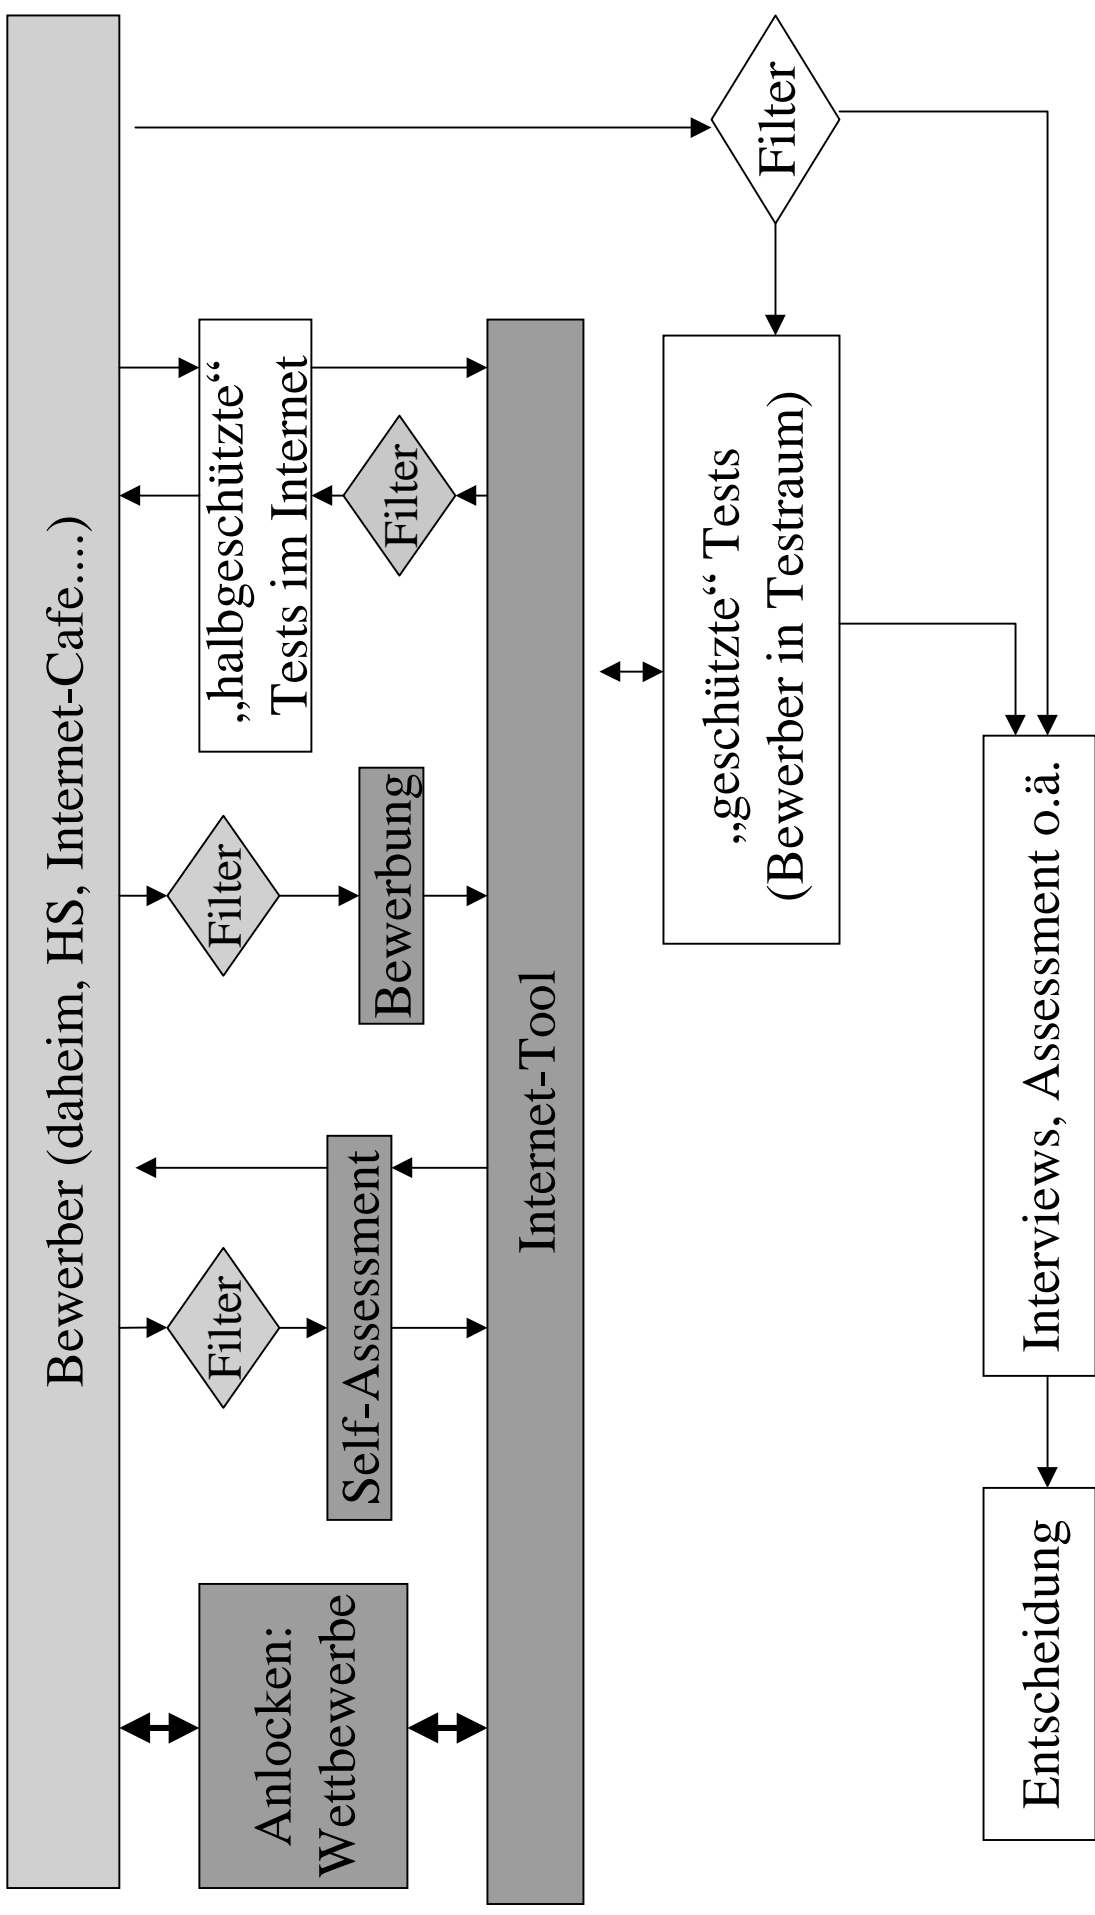 Bewerber (daheim, HS, Internet-Cafe....)
Anlocken:
Wettbewerbe
Filter
Self-Assessment
Filter
Bewerbung
„halbgeschützte“
Tests im Internet
Filter
Internet-Tool
„geschützte“ Tests
(Bewerber in Testraum)
Filter
Entscheidung
Interviews, Assessment o.ä.